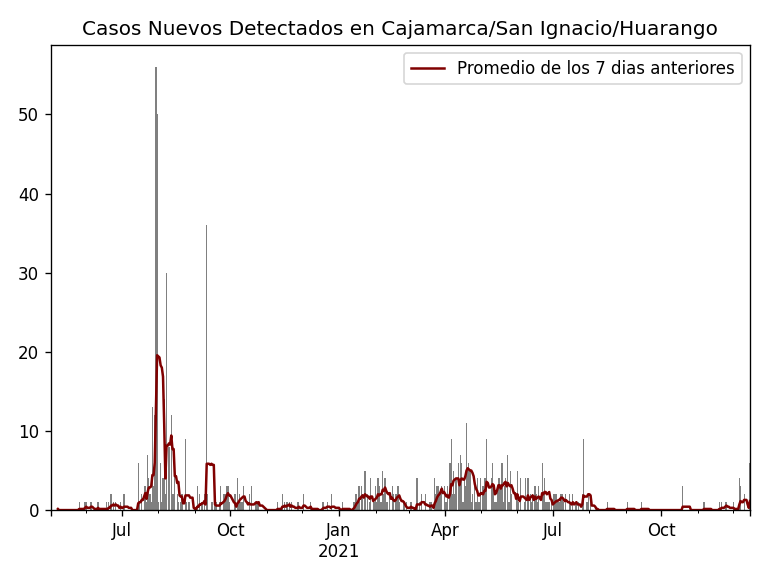 Casos Nuevos Detectados en Cajamarca/San Ignacio/Huarango
Promedio de los 7 dias anteriores
50
40
30
20
10
0
Jul
Oct
Jan
2021
Apr
Jul
Oct